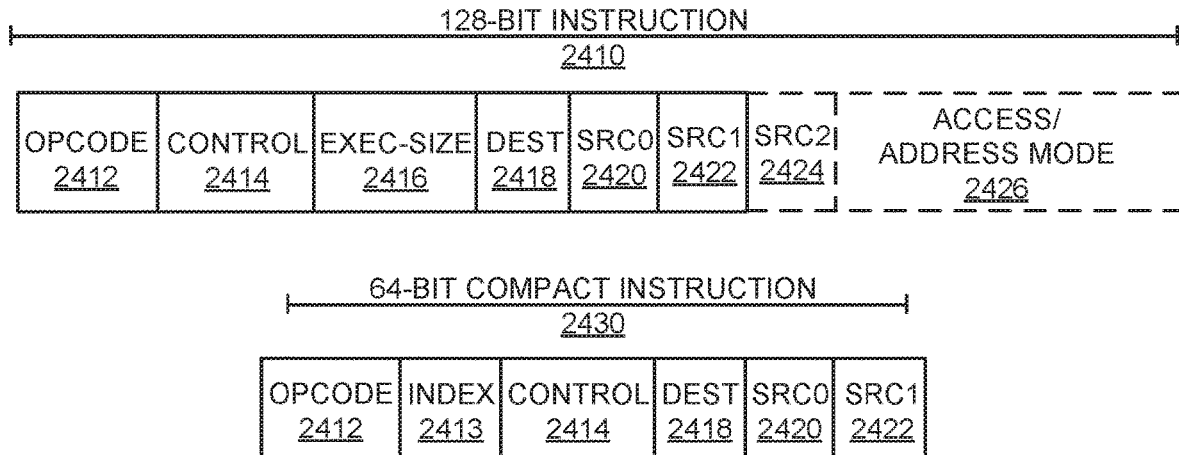 128-BIT INSTRUCTION
2410
OPCODE CONTROL EXEC-SIZE DEST SRC0 SRC1 SRC2 ACCESS/
ADDRESS MODE
2412 2414 2416 2418 2420 2422 2424 2426
64-BIT COMPACT INSTRUCTION
2430
OPCODE INDEX CONTROL DEST SRC0 SRC1
2412 2413 2414 2418 2420 2422